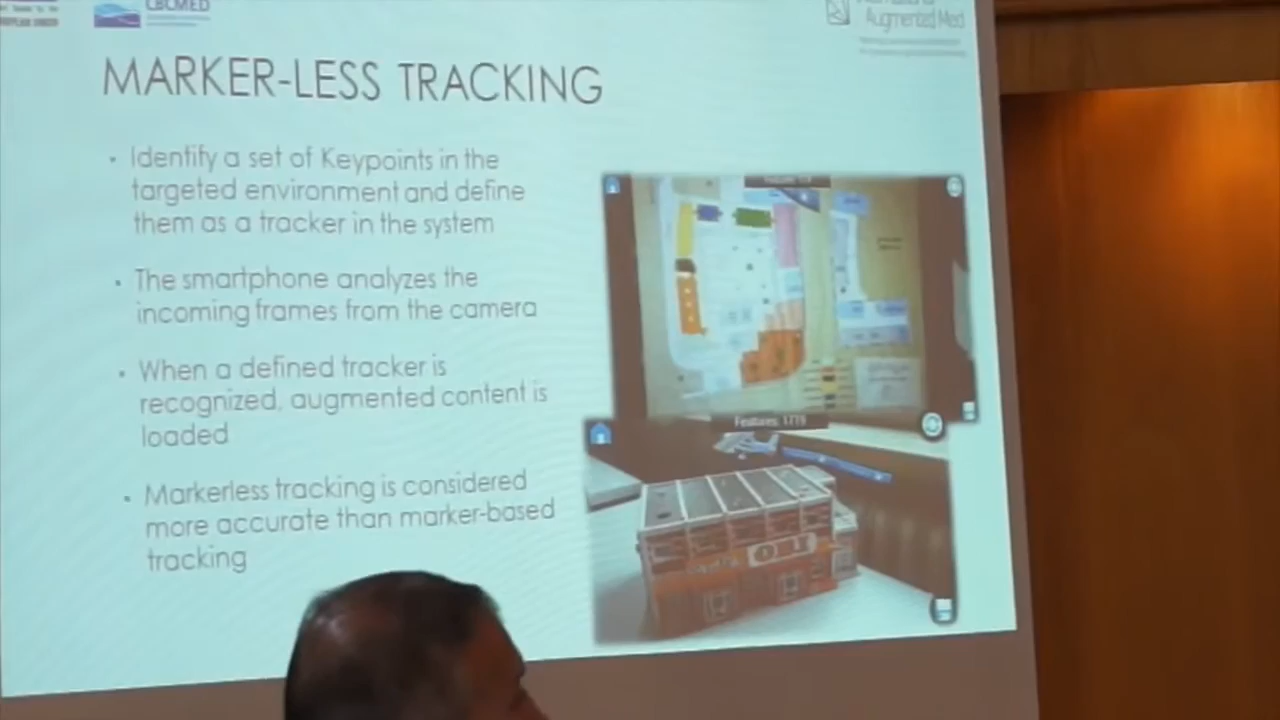 CBCMED
Augmented Med
MARKER-LESS TRACKING
• Identify a set of Keypoints in the
targeted environment and define
them as a tracker in the system
• The smartphone analyzes the
incoming frames from the camera
• When a defined tracker is
recognized, augmented content is
loaded
• Markerless tracking is considered
more accurate than marker-based
tracking